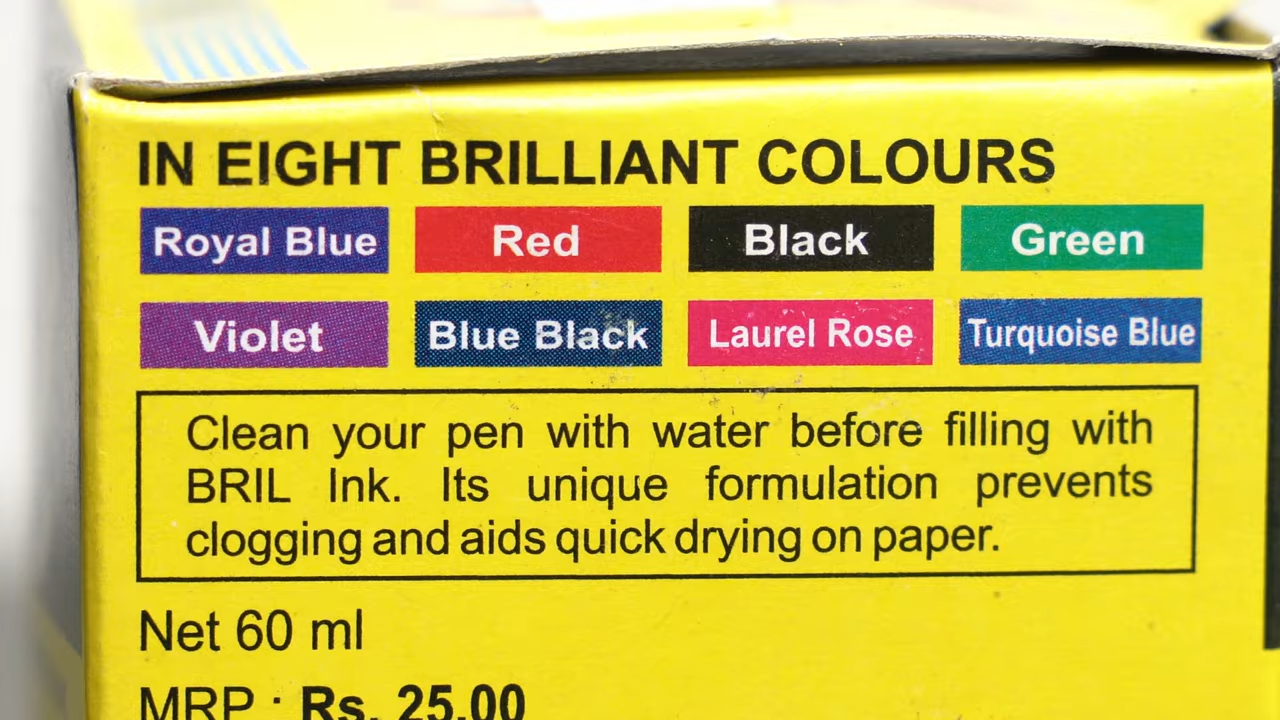 IN EIGHT BRILLIANT COLOURS
Royal Blue Red Black Green
Violet Blue Black Laurel Rose Turquoise Blue
Clean your pen with water before filling with
BRIL Ink. Its unique formulation prevents
clogging and aids quick drying on paper.
Net 60 ml
MRP : Rs. 25.00